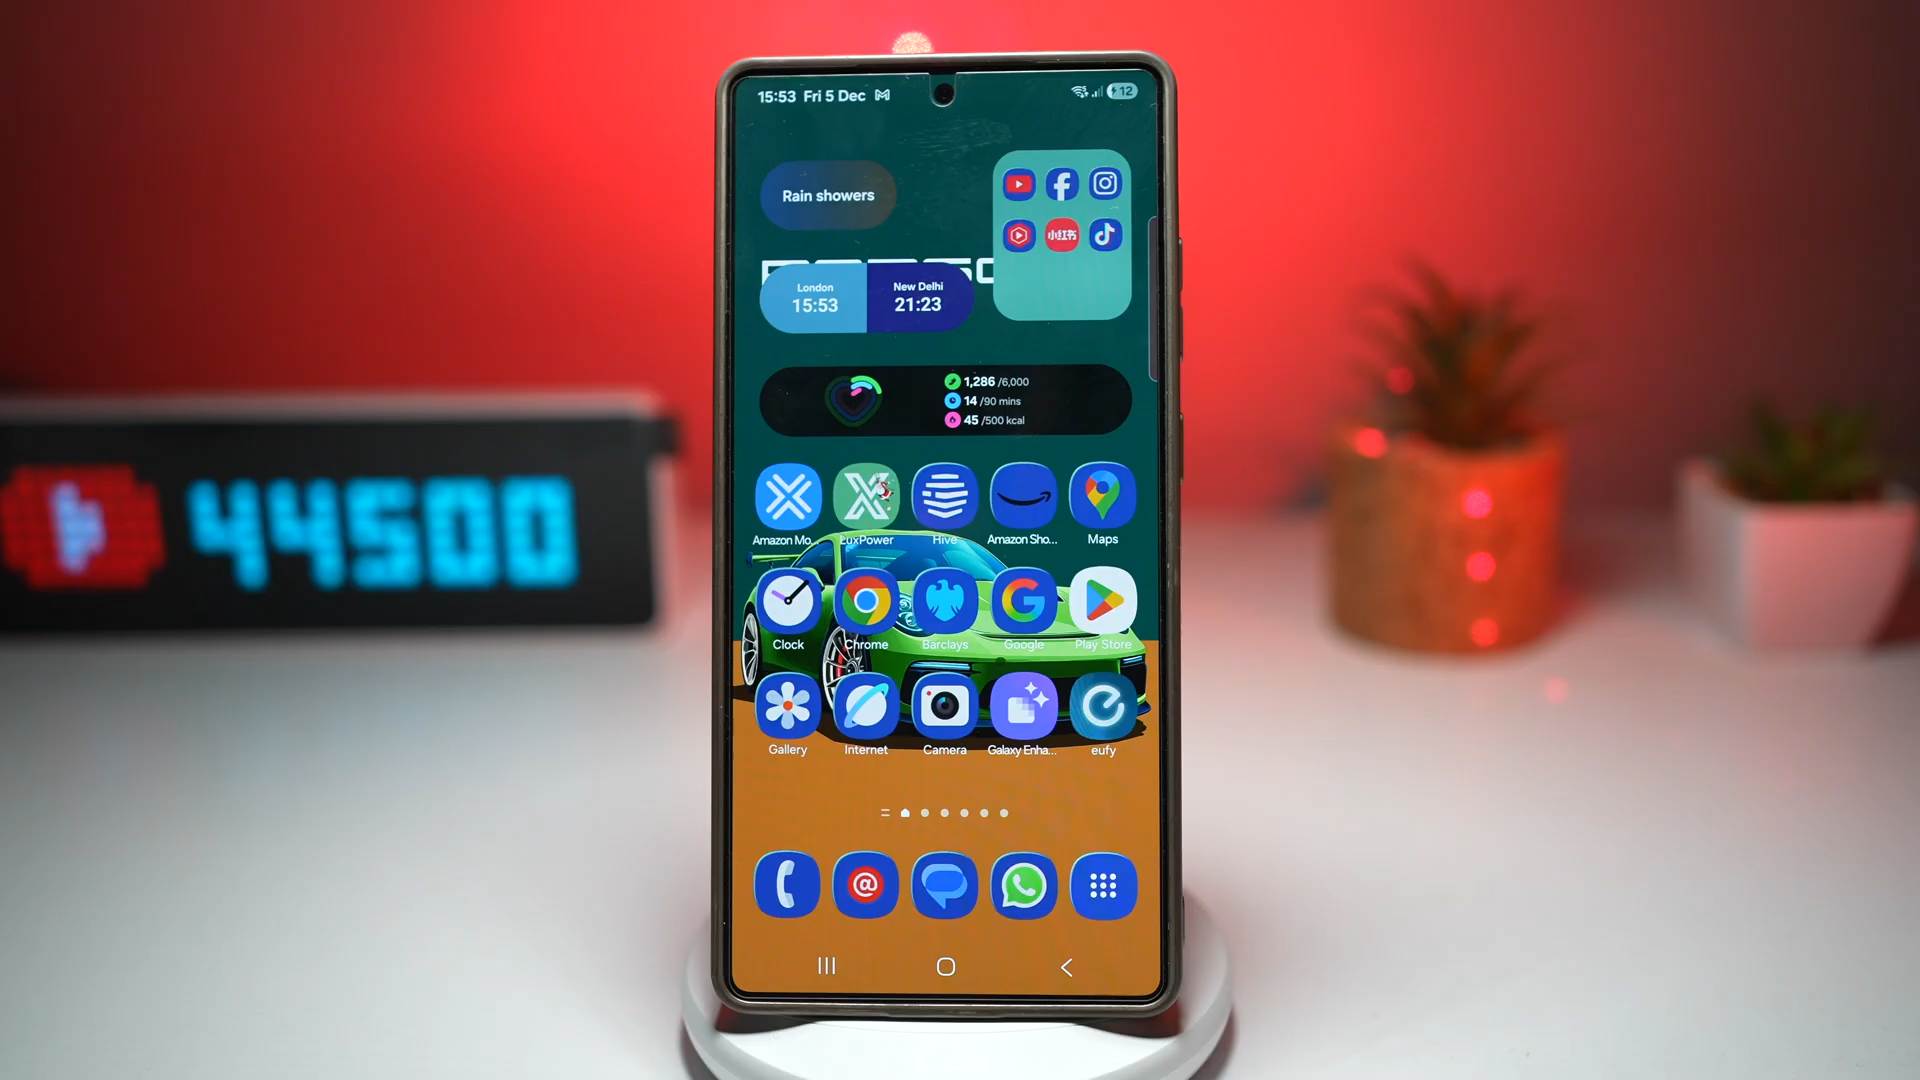 15:53 Fri 5 Dec
12
Rain showers
小红书
London
15:53
New Delhi
21:23
1,286 /6,000
14 /90 mins
45 /500 kcal
44500
Amazon Mo...
LuxPower
Hive
Amazon Sho...
Maps
Clock
Chrome
Barclays
Google
Play Store
Gallery
Internet
Camera
Galaxy Enha...
eufy